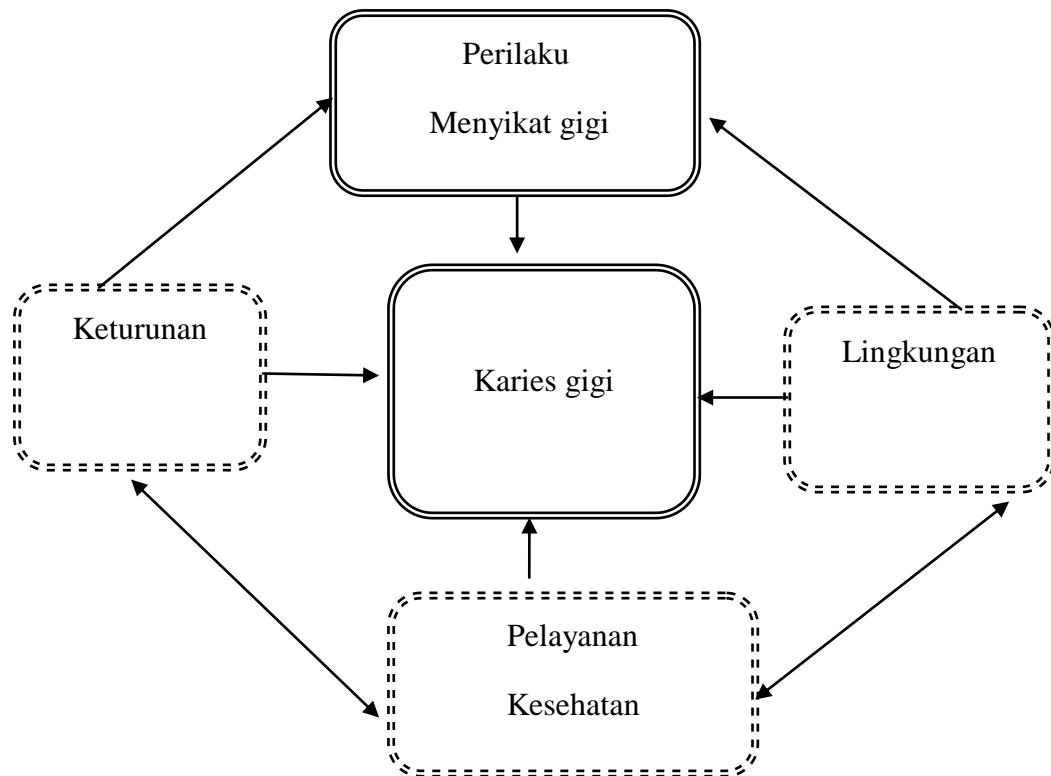 Perilaku
Menyikat gigi
Keturunan
Lingkungan
Karies gigi
Pelayanan
Kesehatan